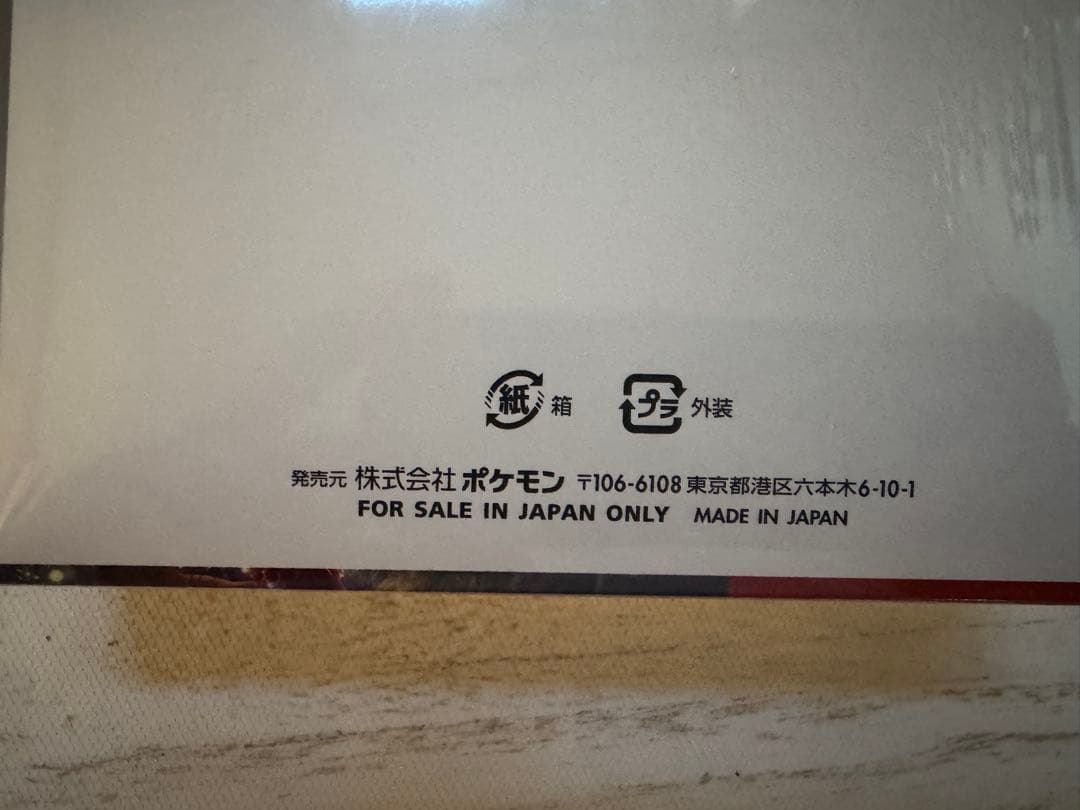 紙 箱 プラ 外装
発売元 株式会社 ポケモン 〒106-6108 東京都港区六本木6-10-1
FOR SALE IN JAPAN ONLY MADE IN JAPAN